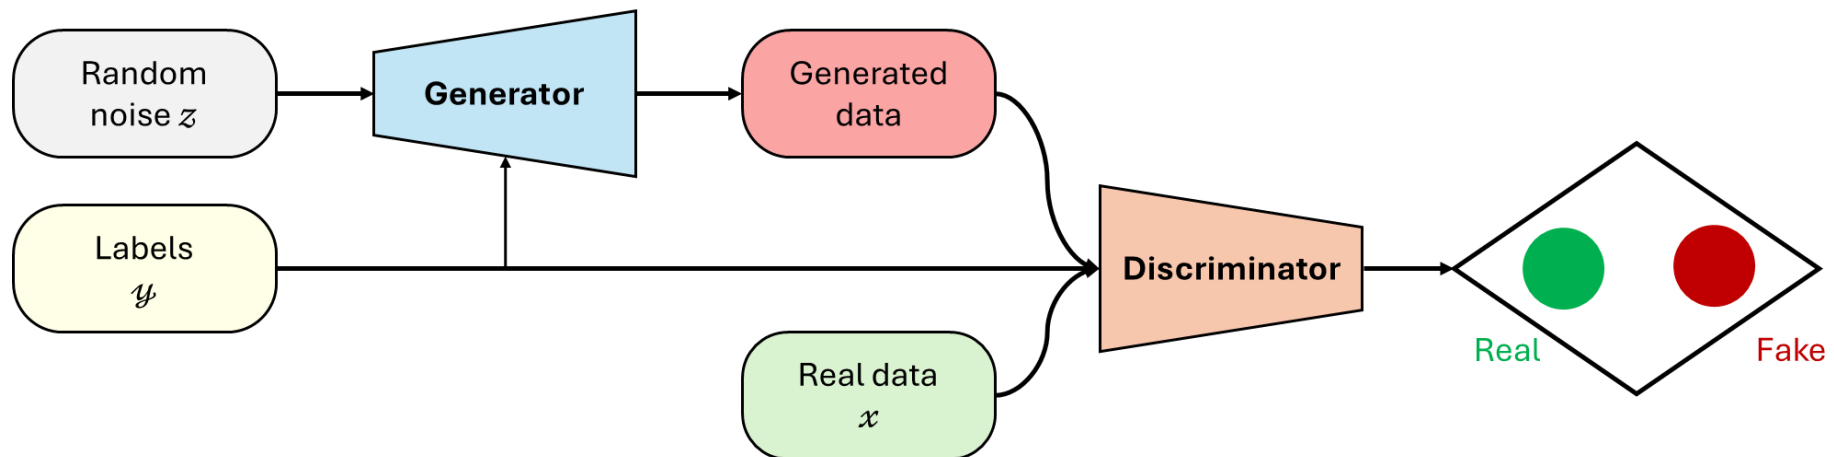 Random
noise z
Generator
Generated
data
Labels
y
Discriminator
Real data
x
Real
Fake